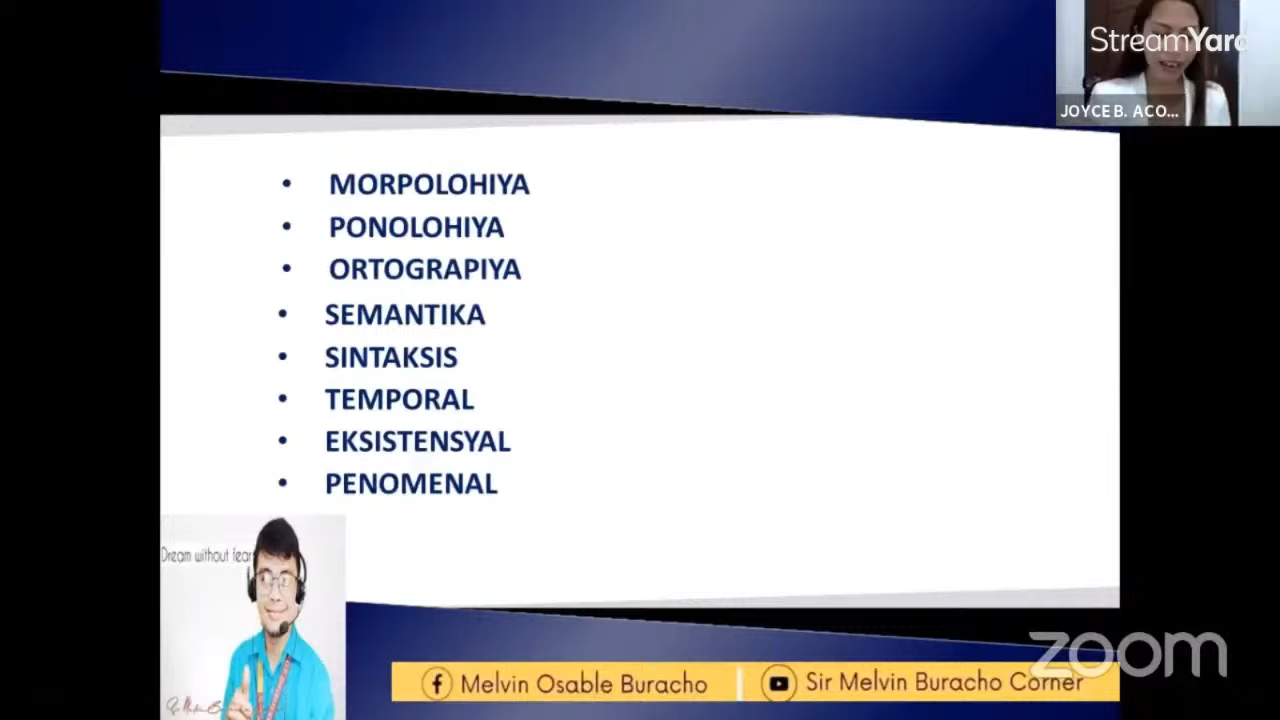 StreamYard
JOYCE B. ACO...
• MORPOLOHIYA
• PONOLOHIYA
• ORTOGRAPIYA
• SEMANTIKA
• SINTAKSIS
• TEMPORAL
• EKSISTENSYAL
• PENOMENAL
Dream without fear
zoom
Melvin Osable Buracho
Sir Melvin Buracho Corner